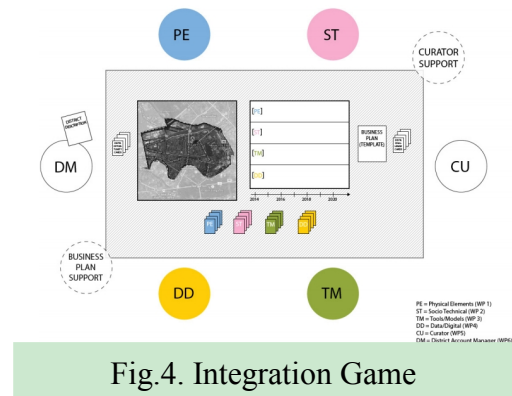 PE
ST
CURATOR
SUPPORT
DISTRICT
DESCRIPTION
DM
[PE]
[ST]
[TM]
[DD]
2014
2016
2018
2020
BUSINESS
PLAN
(TEMPLATE)
CU
PE
TM
BUSINESS
PLAN
SUPPORT
DD
TM
PE = Physical Elements (WP 1)
ST = Socio Technical (WP 2)
TM = Tools/Models (WP 3)
DD = Data/Digital (WP4)
CU = Curator (WP5)
DM = District Account Manager (WP6)
Fig.4. Integration Game